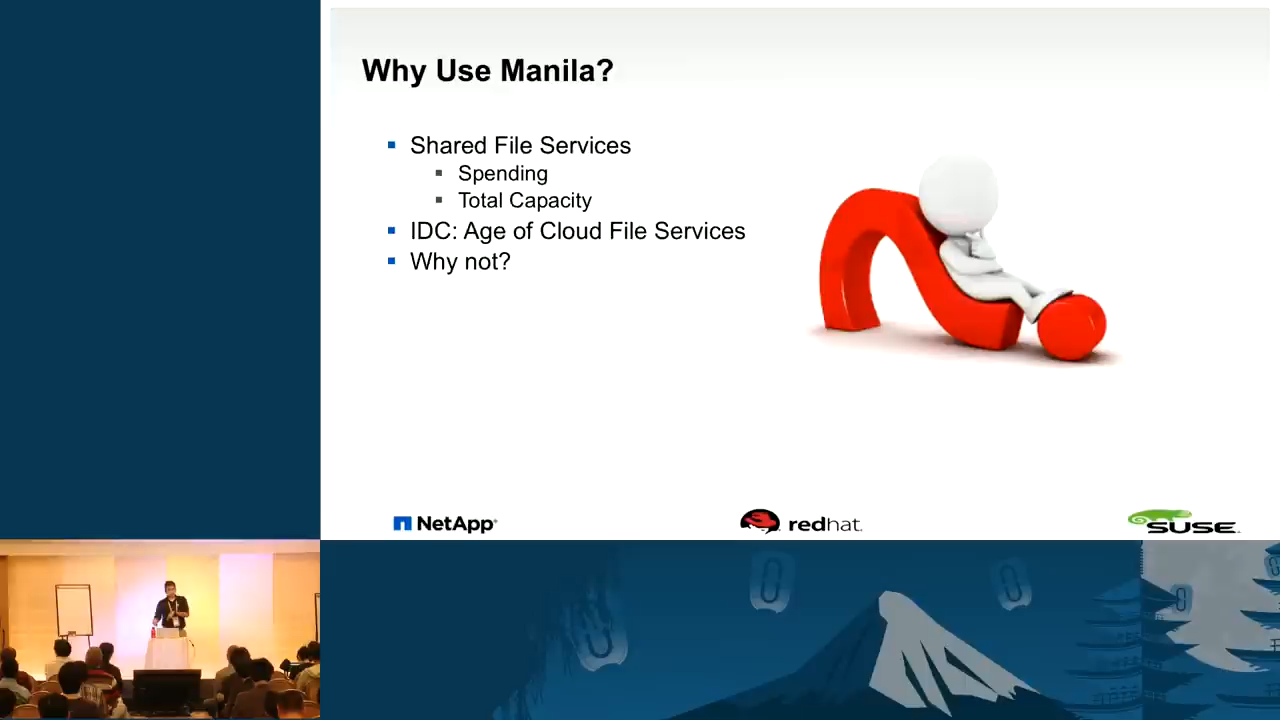 Why Use Manila?
Shared File Services
Spending
Total Capacity
IDC: Age of Cloud File Services
Why not?
NetApp
redhat.
SUSE